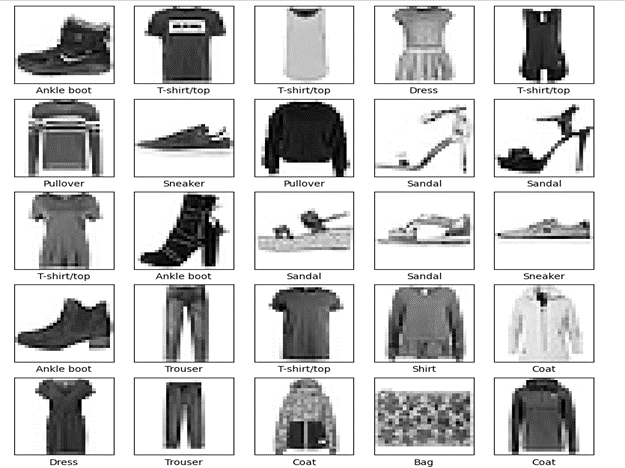 Ankle boot T-shirt/top T-shirt/top Dress T-shirt/top
Pullover Sneaker Pullover Sandal Sandal
T-shirt/top Ankle boot Sandal Sandal Sneaker
Ankle boot Trouser T-shirt/top Shirt Coat
Dress Trouser Coat Bag Coat